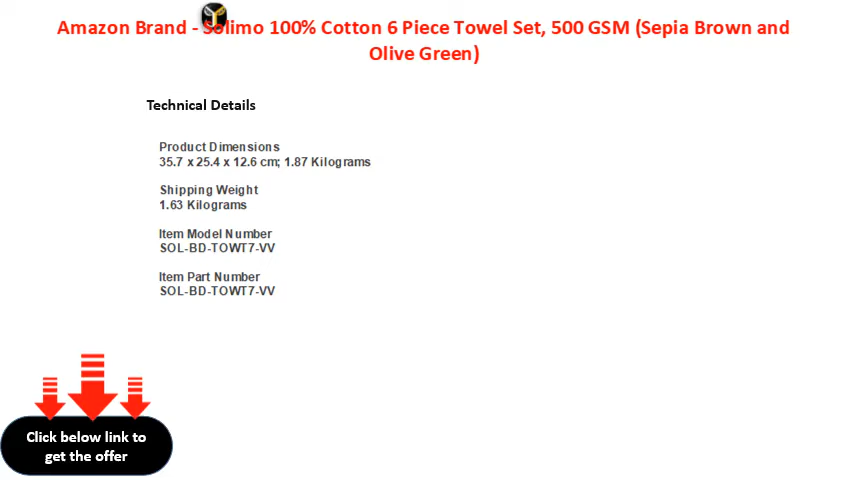 Amazon Brand - Solimo 100% Cotton 6 Piece Towel Set, 500 GSM (Sepia Brown and
Olive Green)
Technical Details
Product Dimensions
35.7 x 25.4 x 12.6 cm; 1.87 Kilograms
Shipping Weight
1.63 Kilograms
Item Model Number
SOL-BD-TOWT7-VV
Item Part Number
SOL-BD-TOWT7-VV
Click below link to
get the offer